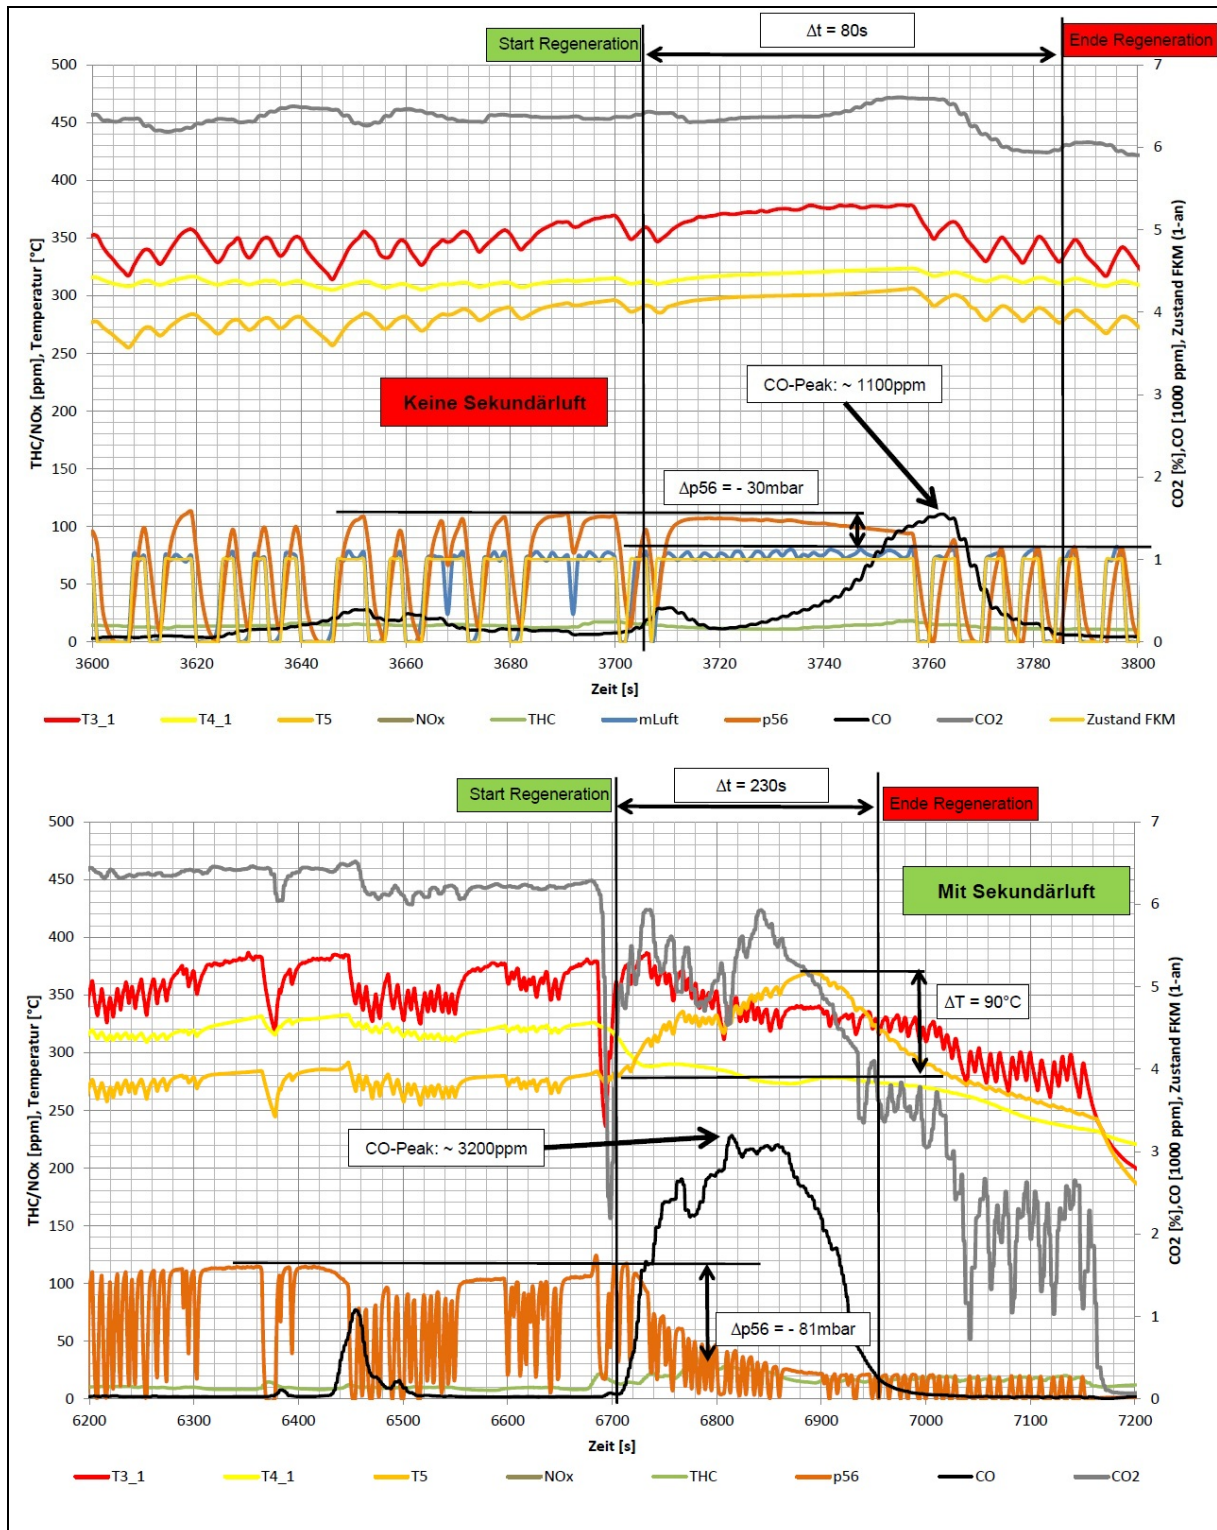 Start Regeneration
Δt = 80s
Ende Regeneration
500
450
400
350
300
250
200
150
100
50
0
7
6
5
4
3
2
1
0
THC/NOx [ppm], Temperatur [°C]
CO2 [%],CO [1000 ppm], Zustand FKM (1-an)
CO-Peak: ~ 1100ppm
Keine Sekundärluft
Δp56 = - 30mbar
3600
3620
3640
3660
3680
3700
3720
3740
3760
3780
3800
Zeit [s]
T3_1
T4_1
T5
NOx
THC
mLuft
p56
CO
CO2
Zustand FKM
Start Regeneration
Δt = 230s
Ende Regeneration
500
450
400
350
300
250
200
150
100
50
0
7
6
5
4
3
2
1
0
THC/NOx [ppm], Temperatur [°C]
CO2 [%],CO [1000 ppm], Zustand FKM (1-an)
Mit Sekundärluft
ΔT = 90°C
CO-Peak: ~ 3200ppm
Δp56 = - 81mbar
6200
6300
6400
6500
6600
6700
6800
6900
7000
7100
7200
Zeit [s]
T3_1
T4_1
T5
NOx
THC
p56
CO
CO2